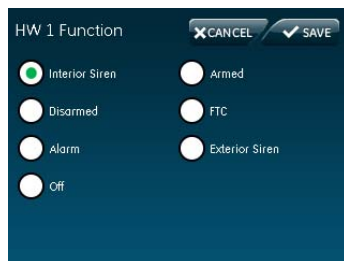 HW 1 Function
CANCEL
SAVE
Interior Siren
Armed
Disarmed
FTC
Alarm
Exterior Siren
Off